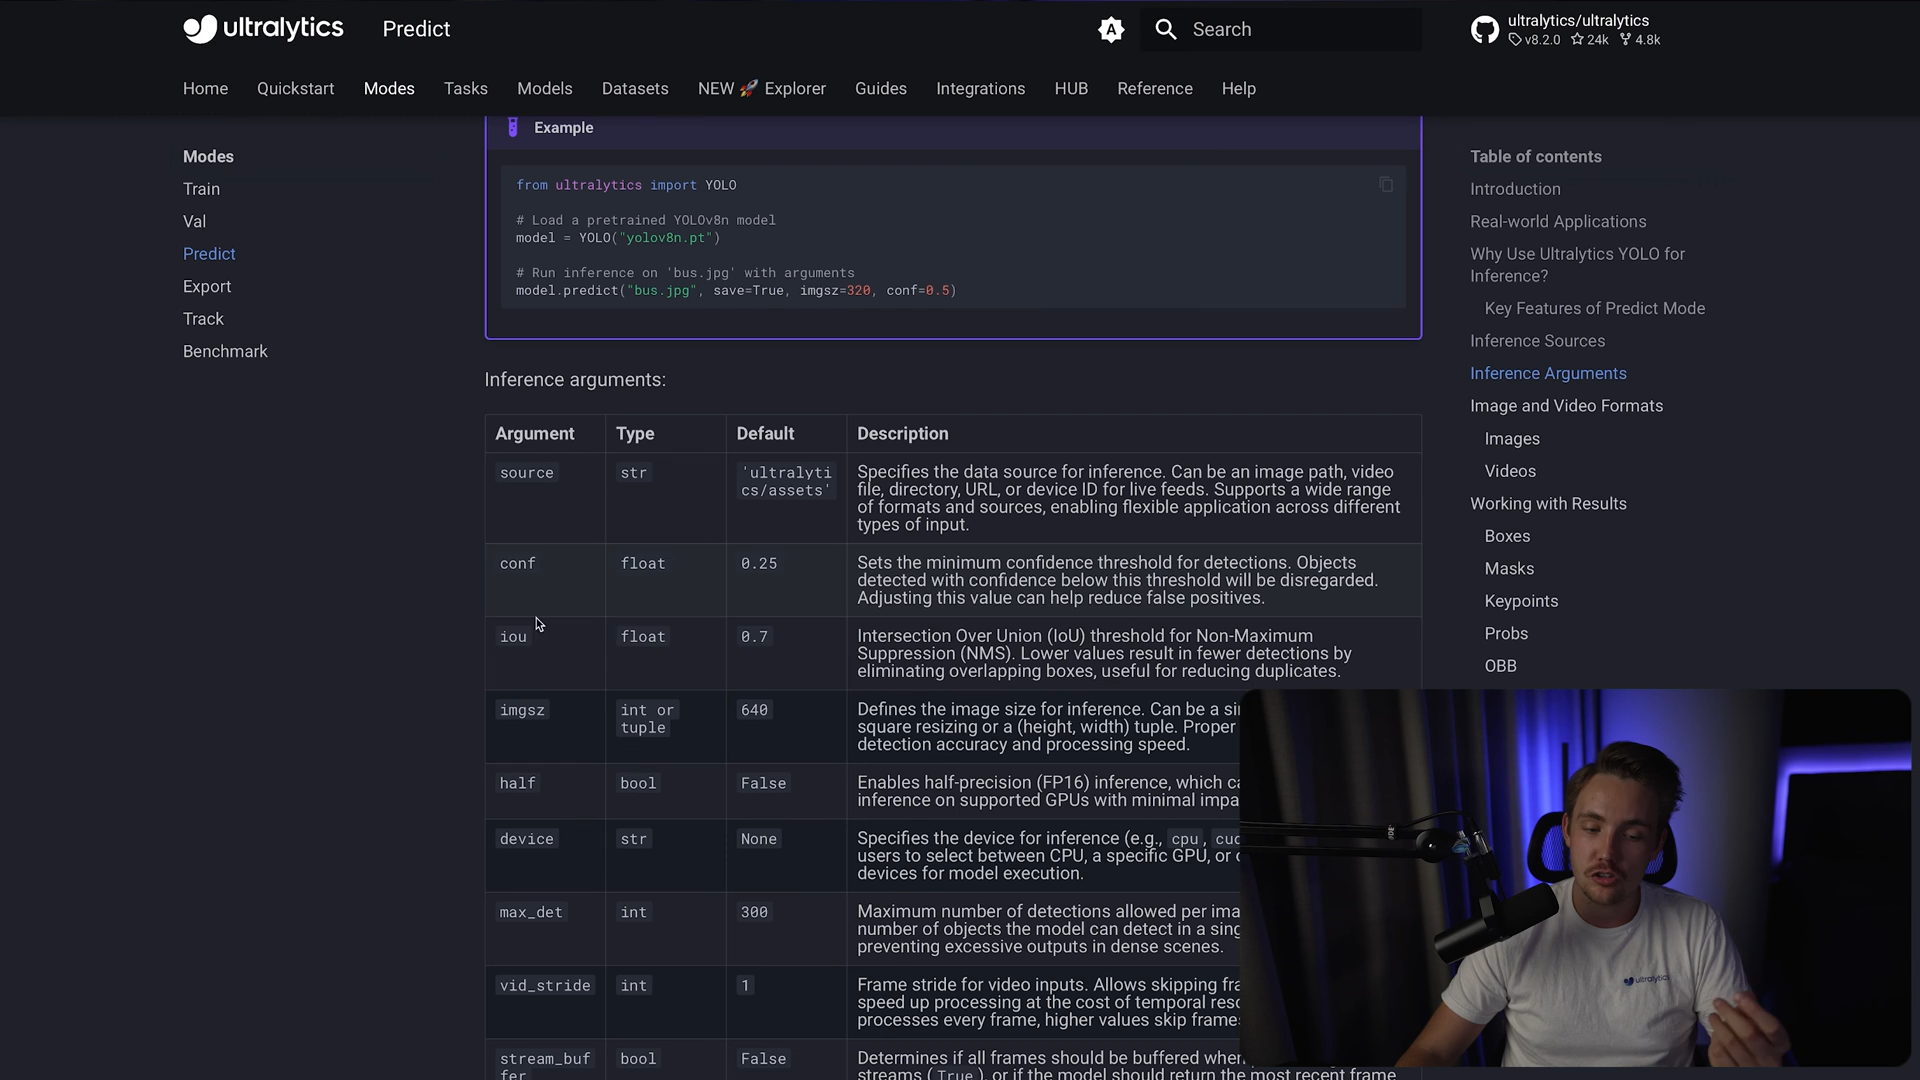 ultralytics
Predict
A
Search
ultralytics/ultralytics
v8.2.0 24k 4.8k
Home Quickstart Modes Tasks Models Datasets NEW 🚀 Explorer Guides Integrations HUB Reference Help
Modes
Train
Val
Predict
Export
Track
Benchmark
Example
from ultralytics import YOLO
# Load a pretrained YOLOv8n model
model = YOLO("yolov8n.pt")
# Run inference on 'bus.jpg' with arguments
model.predict("bus.jpg", save=True, imgsz=320, conf=0.5)
Inference arguments:
Argument Type Default Description
source str 'ultralyti
cs/assets'
Specifies the data source for inference. Can be an image path, video
file, directory, URL, or device ID for live feeds. Supports a wide range
of formats and sources, enabling flexible application across different
types of input.
conf float 0.25
Sets the minimum confidence threshold for detections. Objects
detected with confidence below this threshold will be disregarded.
Adjusting this value can help reduce false positives.
iou float 0.7
Intersection Over Union (IoU) threshold for Non-Maximum
Suppression (NMS). Lower values result in fewer detections by
eliminating overlapping boxes, useful for reducing duplicates.
imgsz int or
tuple
640
Defines the image size for inference. Can be a
square resizing or a (height, width) tuple. Proper
detection accuracy and processing speed.
half bool False
Enables half-precision (FP16) inference, which
inference on supported GPUs with minimal
device str None
Specifies the device for inference (e.g., cpu,
users to select between CPU, a specific GPU, or
devices for model execution.
max_det int 300
Maximum number of detections allowed per
number of objects the model can detect in a
preventing excessive outputs in dense scenes.
vid_stride int 1
Frame stride for video inputs. Allows skipping
speed up processing at the cost of temporal
processes every frame, higher values skip
stream_buf
fer
bool False
Determines if all frames should be buffered
streams (True), or if the model should return the most recent frame
Table of contents
Introduction
Real-world Applications
Why Use Ultralytics YOLO for
Inference?
Key Features of Predict Mode
Inference Sources
Inference Arguments
Image and Video Formats
Images
Videos
Working with Results
Boxes
Masks
Keypoints
Probs
OBB
ultralytics